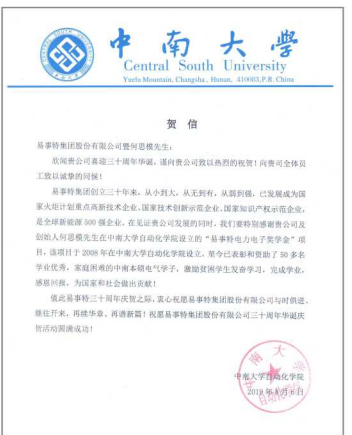 中南大學
Central South University
Yuelu Mountain, Changsha, Hunan, 410083,P.R.China
贺 信
易事特集团股份有限公司暨何思模先生：
欣闻贵公司喜迎三十周年华诞，谨向贵公司致以热烈的祝贺！向贵司全体员
工致以诚挚的问候！
易事特集团创立三十年来，从小到大，从无到有，从弱到强，已发展成为国
家火炬计划重点高新技术企业、国家技术创新示范企业、国家知识产权示范企业，
是全球新能源 500 强企业，在见证贵公司发展的同时，我们要特别感谢贵公司及
创始人何思模先生在中南大学自动化学院设立的“易事特电力电子奖学金”项
目，该项目于 2008 年在中南大学自动化学院设立，至今已表彰和资助了 50 多名
学业优秀，家庭困难的中南本硕电气学子，激励贫困学生发奋学习，完成学业，
感恩回报，为国家和社会做出贡献！
值此易事特三十周年庆贺之际，衷心祝愿易事特集团股份有限公司与时俱进、
继往开来，再续华章、再谱新篇！祝愿易事特集团股份有限公司三十周年华诞庆
贺活动圆满成功！
中南大学自动化学院
2019 年 月 6 日